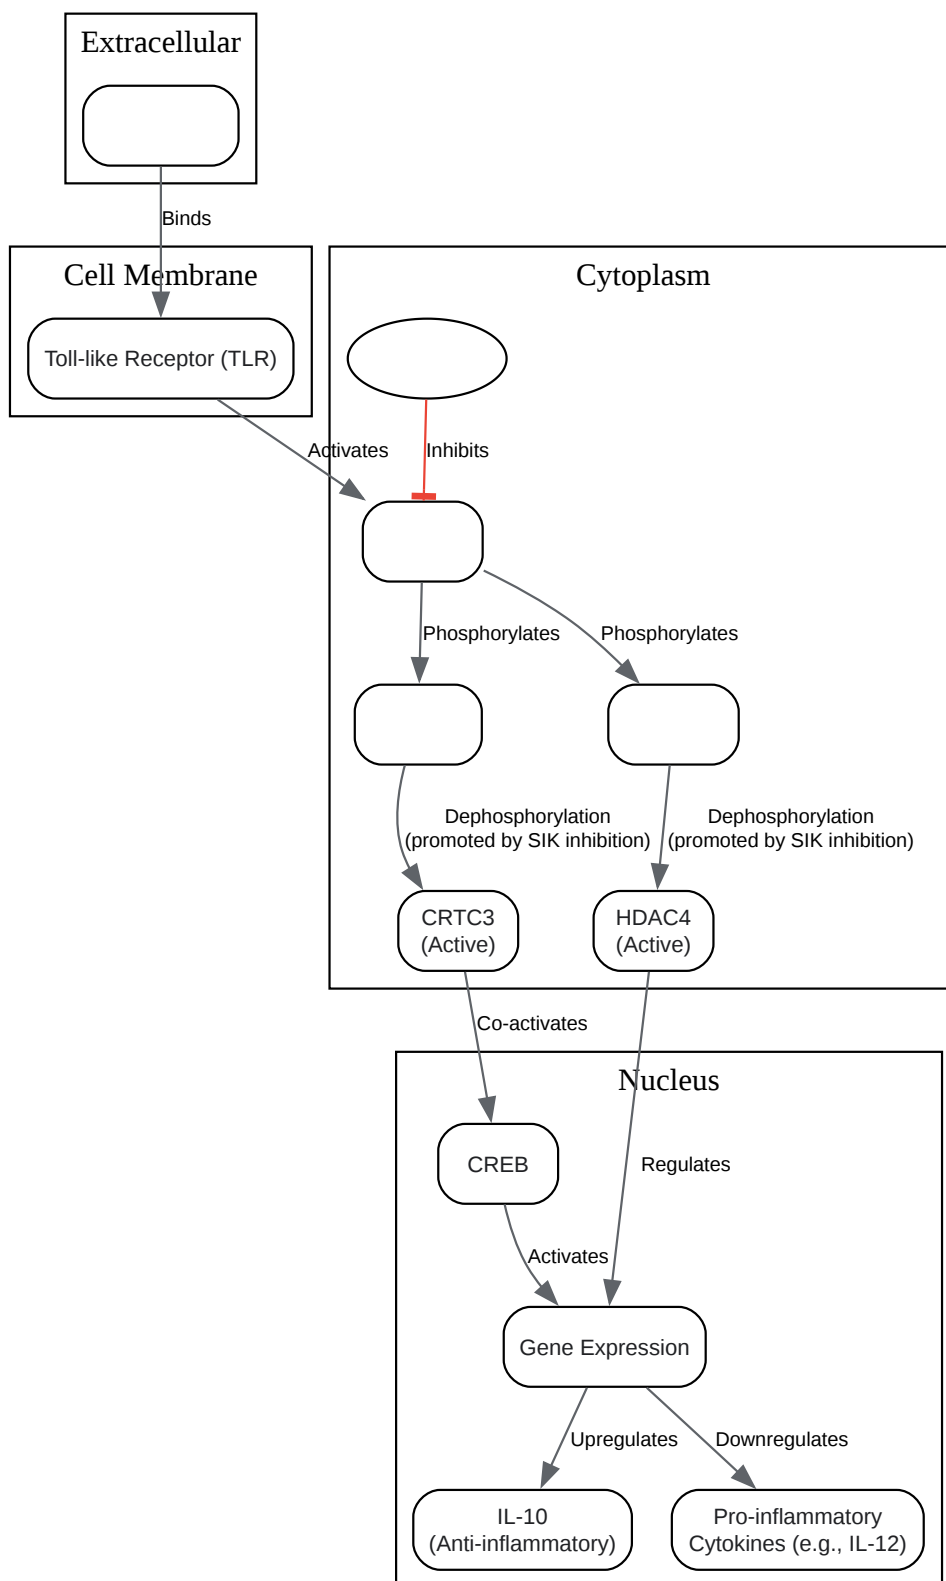 Extracellular
Binds
Cell Membrane
Cytoplasm
Toll-like Receptor (TLR)
Activates
Inhibits
Phosphorylates
Phosphorylates
Dephosphorylation
(promoted by SIK inhibition)
Dephosphorylation
(promoted by SIK inhibition)
CRTC3
(Active)
HDAC4
(Active)
Co-activates
Nucleus
CREB
Regulates
Activates
Gene Expression
Upregulates
Downregulates
IL-10
(Anti-inflammatory)
Pro-inflammatory
Cytokines (e.g., IL-12)